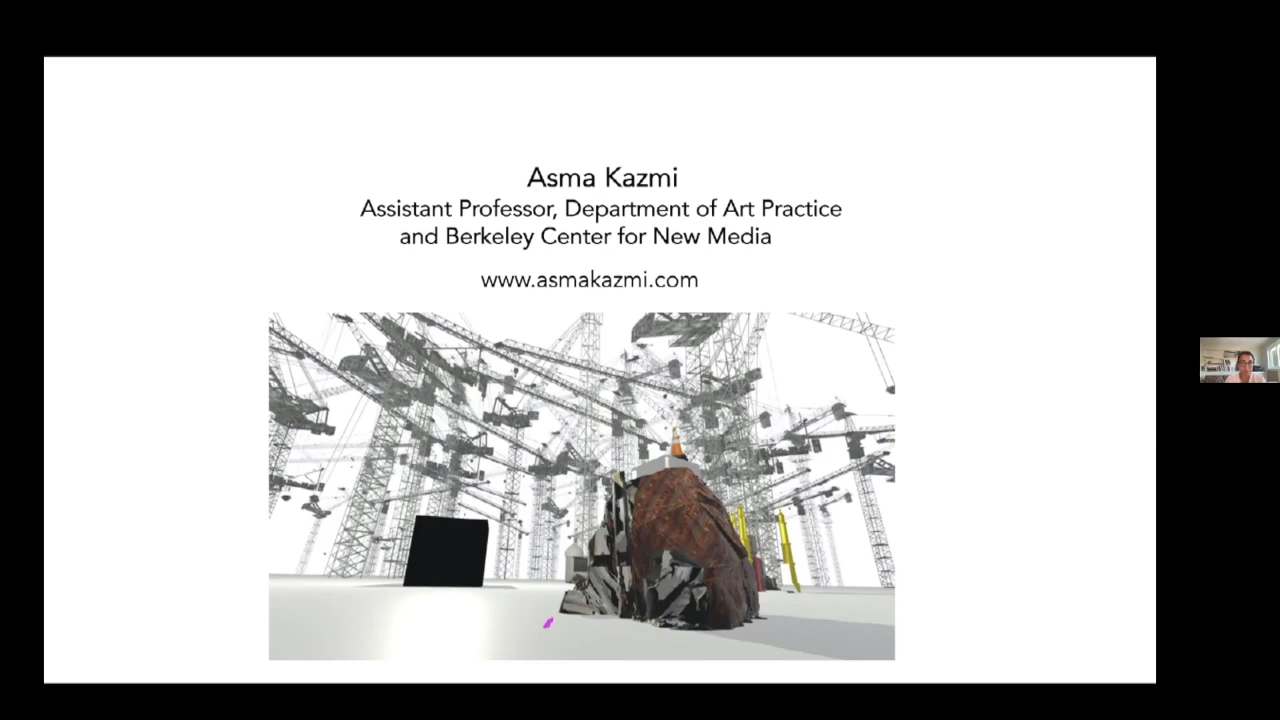 Asma Kazmi
Assistant Professor, Department of Art Practice
and Berkeley Center for New Media
www.asmakazmi.com